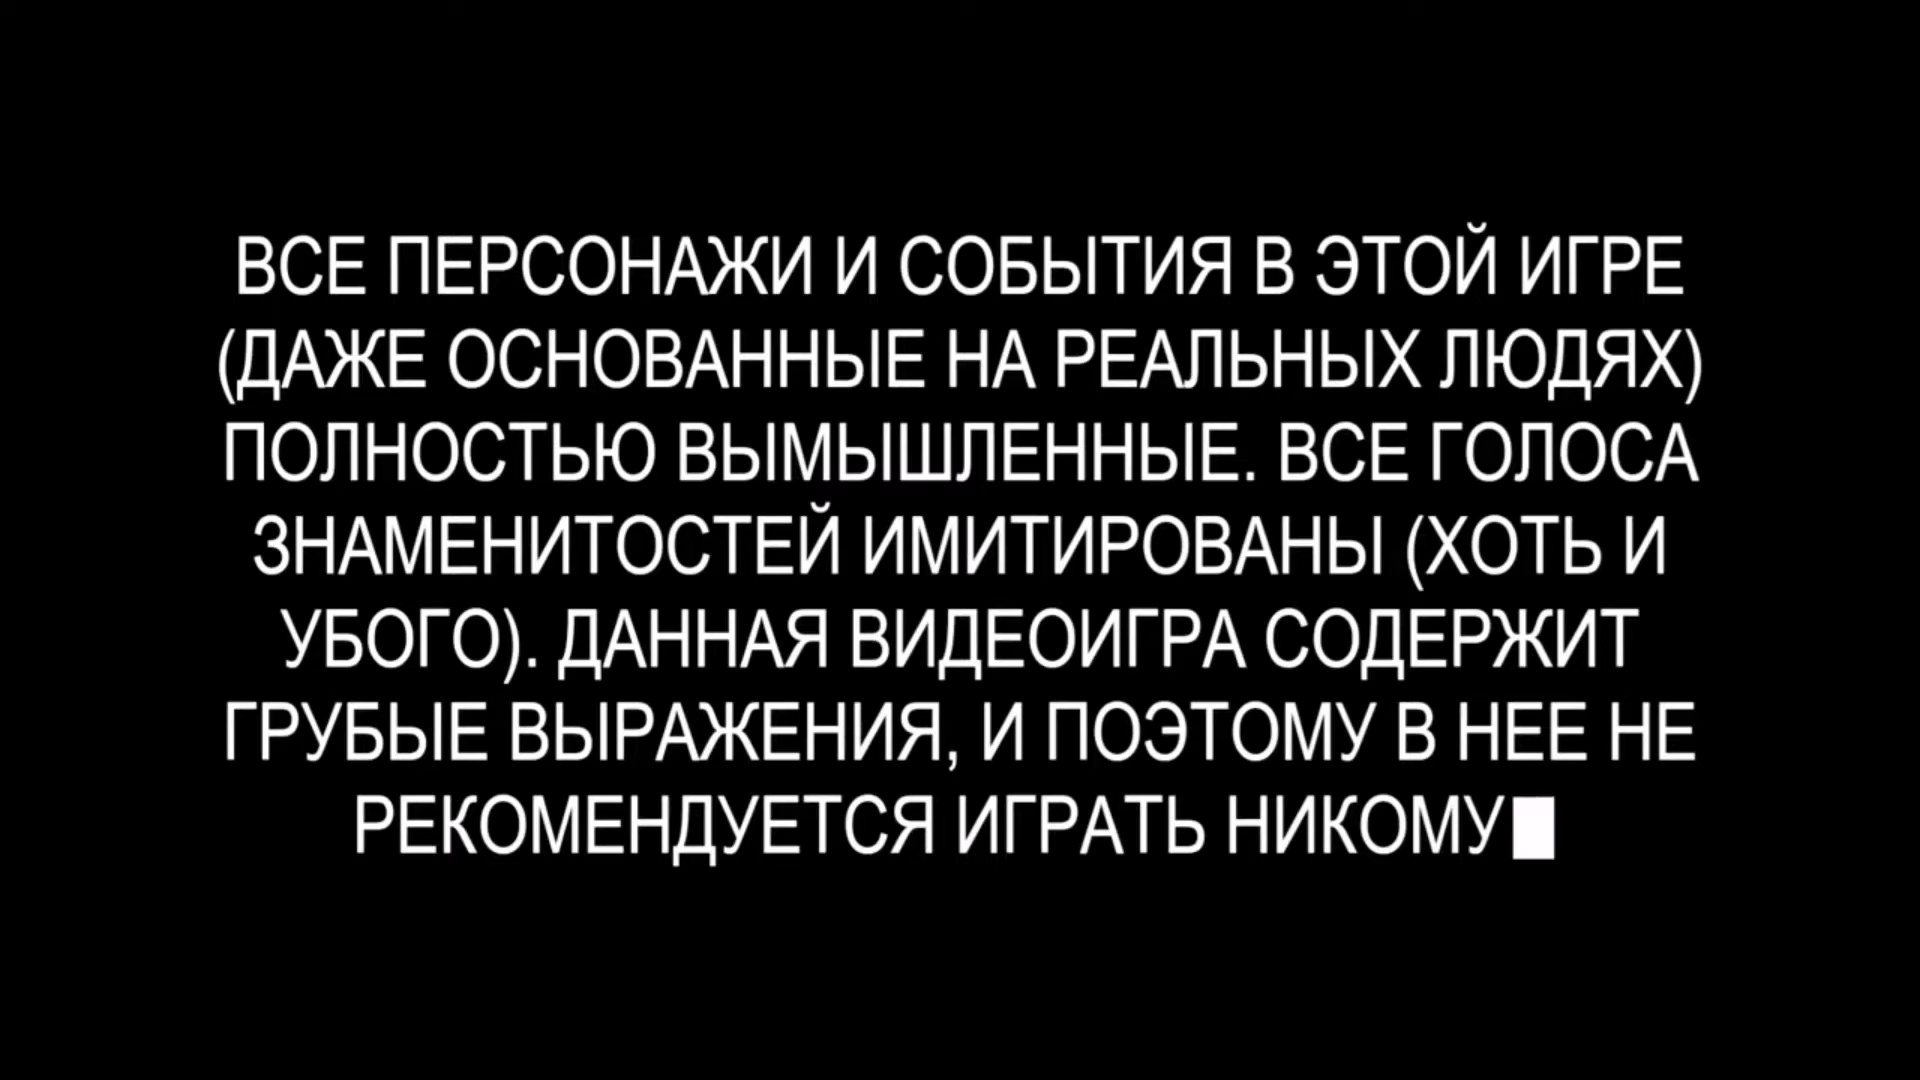 ВСЕ ПЕРСОНАЖИ И СОБЫТИЯ В ЭТОЙ ИГРЕ
(ДАЖЕ ОСНОВАННЫЕ НА РЕАЛЬНЫХ ЛЮДЯХ)
ПОЛНОСТЬЮ ВЫМЫШЛЕННЫЕ. ВСЕ ГОЛОСА
ЗНАМЕНИТОСТЕЙ ИМИТИРОВАНЫ (ХОТЬ И
УБОГО). ДАННАЯ ВИДЕОИГРА СОДЕРЖИТ
ГРУБЫЕ ВЫРАЖЕНИЯ, И ПОЭТОМУ В НЕЕ НЕ
РЕКОМЕНДУЕТСЯ ИГРАТЬ НИКОМУ